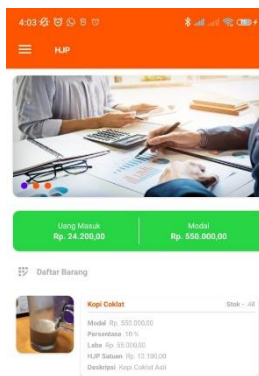 4:03
HJP
Uang Masuk
Modal
Rp. 24.200,00
Rp. 550.000,00
Daftar Barang
Kopi Coklat
Stok - 48
Modal Rp. 550.000,00
Persentase 10 %
Laba Rp. 55.000,00
HJP Satuan Rp. 12.100,00
Deskripsi Kopi Coklat Asli